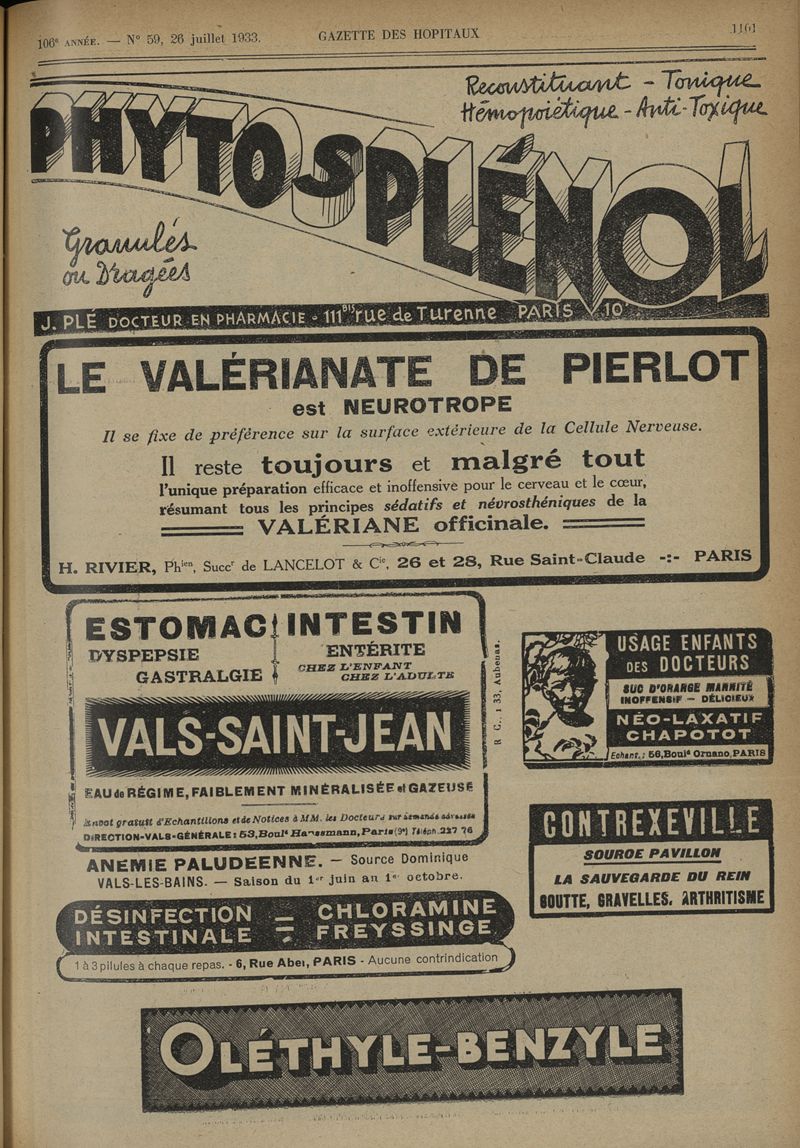 106e ANNÉE. — N° 59, 26 juillet 1933.
GAZETTE DES HOPITAUX
1101
Reconstituant - Tonique
Hémopoïétique - Anti-Toxique
PHYTOSPLÉNOL
Granulés
ou Dragées
J. PLÉ DOCTEUR EN PHARMACIE - 111BIS rue de Turenne PARIS 10
LE VALÉRIANATE DE PIERLOT
est NEUROTROPE
Il se fixe de préférence sur la surface extérieure de la Cellule Nerveuse.
Il reste toujours et malgré tout
l'unique préparation efficace et inoffensive pour le cerveau et le cœur,
résumant tous les principes sédatifs et névrosthéniques de la
VALÉRIANE officinale.
H. RIVIER, Phien, Succr de LANCELOT & Cie, 26 et 28, Rue Saint-Claude -:- PARIS
ESTOMAC INTESTIN
DYSPEPSIE
GASTRALGIE
ENTÉRITE
CHEZ L'ENFANT
CHEZ L'ADULTE
VALS-SAINT-JEAN
EAU de RÉGIME, FAIBLEMENT MINÉRALISÉE et GAZEUSE
Envoi gratuit d'Echantillons et de Notices à MM. les Docteurs sur demande adressée
DIRECTION-VALS-GÉNÉRALE: 53, Boult Haussmann, Paris (9e) Téléph. 227 76
R C. 133, Aubenas.
USAGE ENFANTS
DES DOCTEURS
SUC D'ORANGE MANNITÉ
INOFFENSIF — DÉLICIEUX
NÉO-LAXATIF
CHAPOTOT
Echant.: 56, Boulд Ornano, PARIS
CONTREXEVILLE
SOURCE PAVILLON
LA SAUVEGARDE DU REIN
GOUTTE, GRAVELLES, ARTHRITISME
ANEMIE PALUDEENNE. — Source Dominique
VALS-LES-BAINS. — Saison du 1er juin au 1er octobre.
DÉSINFECTION = CHLORAMINE
INTESTINALE = FREYSSINGE
1 à 3 pilules à chaque repas. - 6, Rue Abel, PARIS - Aucune contrindication
OLÉTHYLE-BENZYLE